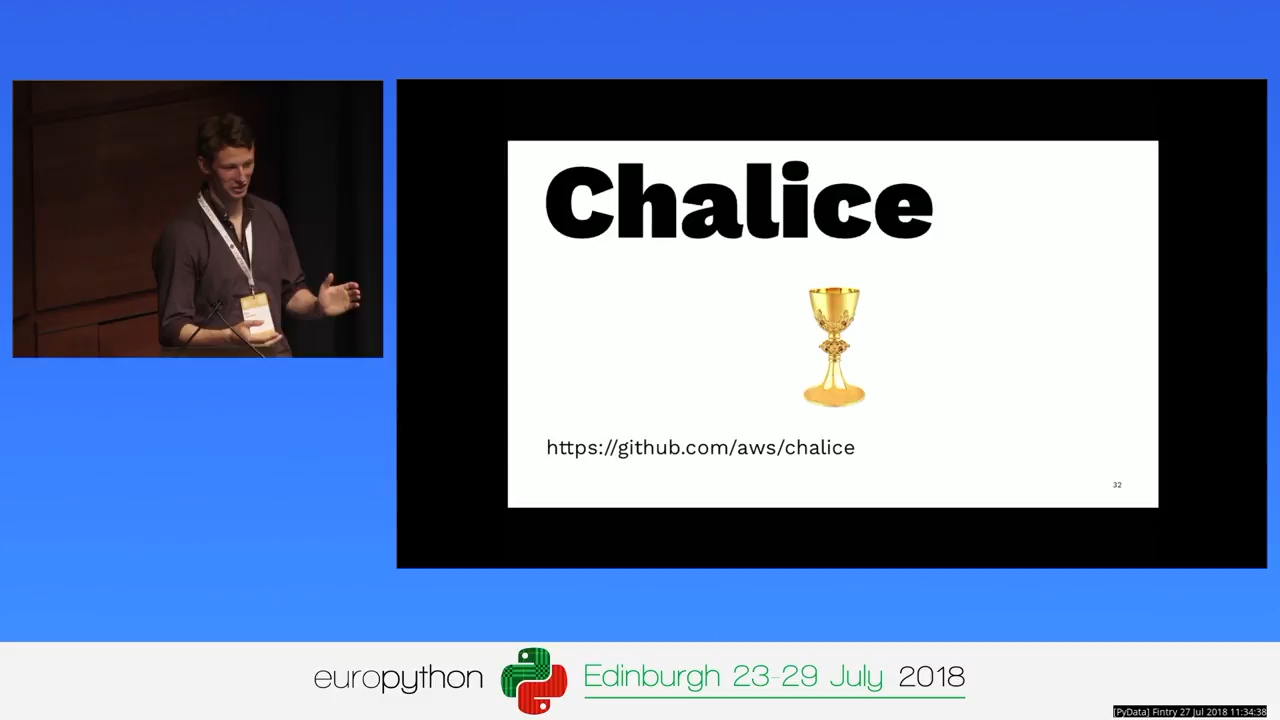 Chalice
https://github.com/aws/chalice
32
europython
Edinburgh 23-29 July 2018
[PyData] Fintry 27 Jul 2018 11:34:38